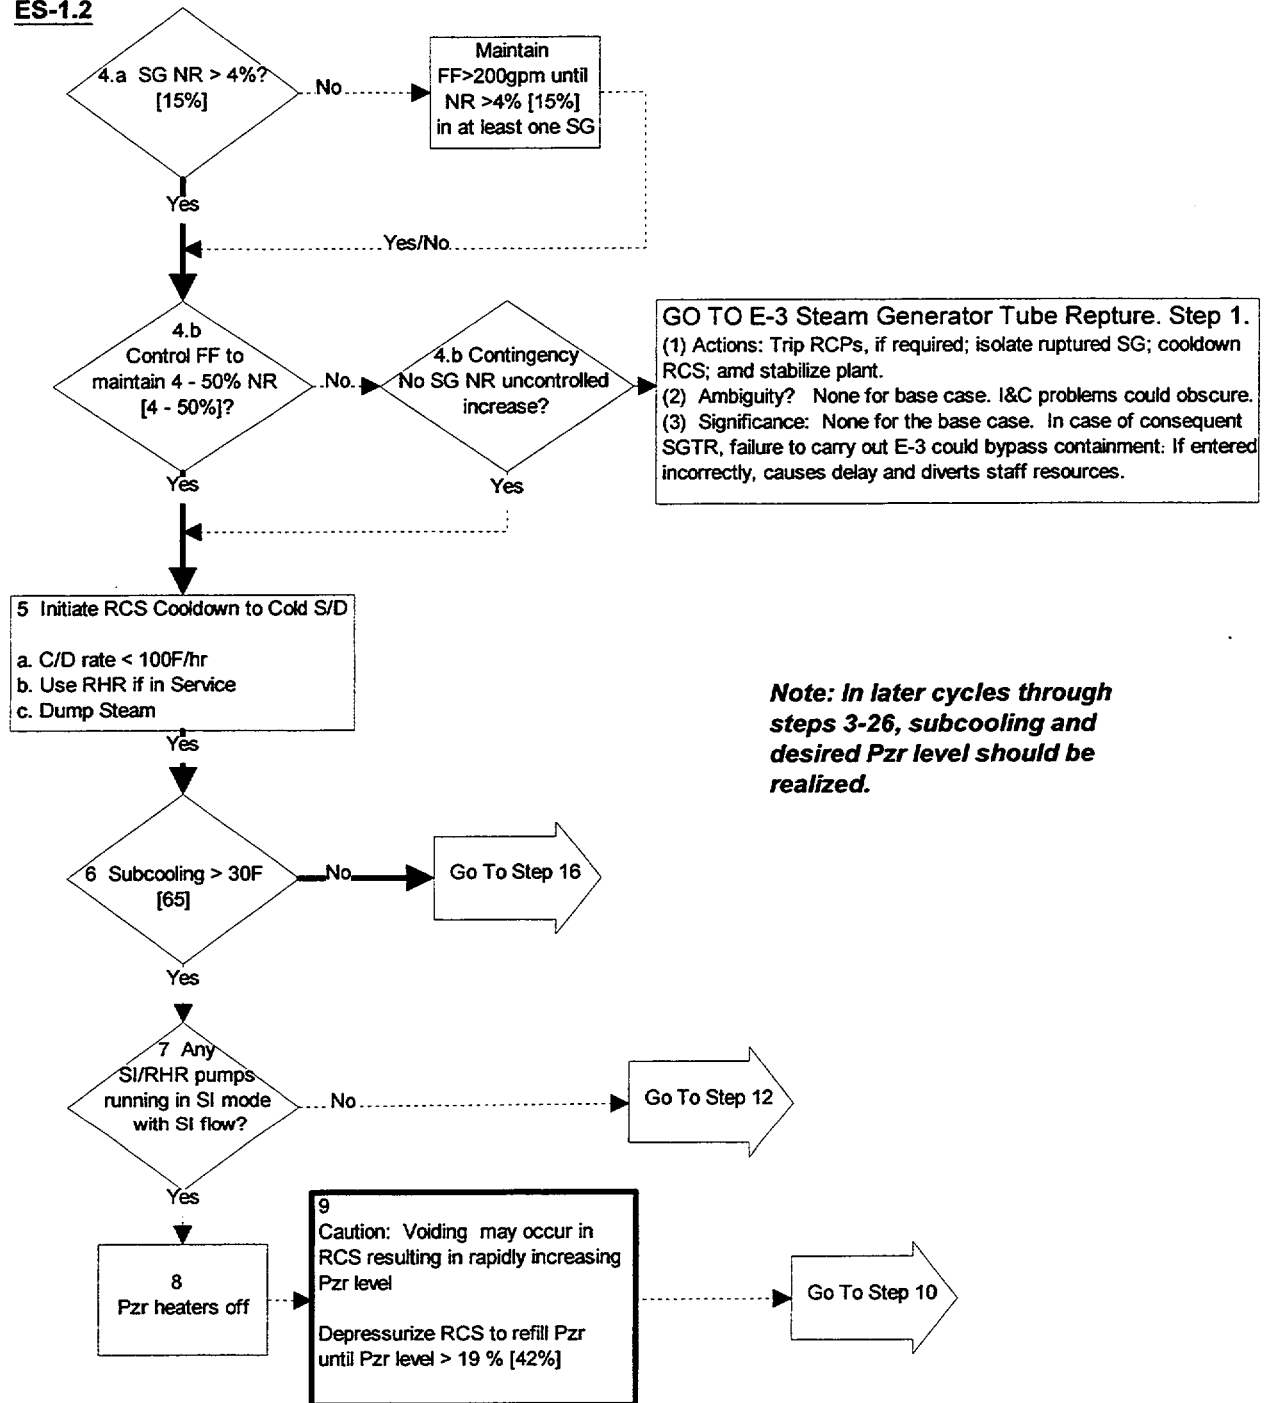 ES-1.2
4.a SG NR > 4%?
[15%]
No
Maintain
FF>200gpm until
NR >4% [15%]
in at least one SG
Yes
Yes/No
4.b
Control FF to
maintain 4 - 50% NR
[4 - 50%]?
No
4.b Contingency
No SG NR uncontrolled
increase?
GO TO E-3 Steam Generator Tube Repture. Step 1.
(1) Actions: Trip RCPs, if required; isolate ruptured SG; cooldown
RCS; amd stabilize plant.
(2) Ambiguity? None for base case. I&C problems could obscure.
(3) Significance: None for the base case. In case of consequent
SGTR, failure to carry out E-3 could bypass containment: If entered
incorrectly, causes delay and diverts staff resources.
Yes
Yes
5 Initiate RCS Cooldown to Cold S/D
a. C/D rate < 100F/hr
b. Use RHR if in Service
c. Dump Steam
Yes
Note: In later cycles through
steps 3-26, subcooling and
desired Pzr level should be
realized.
6 Subcooling > 30F
[65]
No
Go To Step 16
Yes
7 Any
SI/RHR pumps
running in SI mode
with SI flow?
No
Go To Step 12
Yes
8
Pzr heaters off
9
Caution: Voiding may occur in
RCS resulting in rapidly increasing
Pzr level
Depressurize RCS to refill Pzr
until Pzr level > 19 % [42%]
Go To Step 10